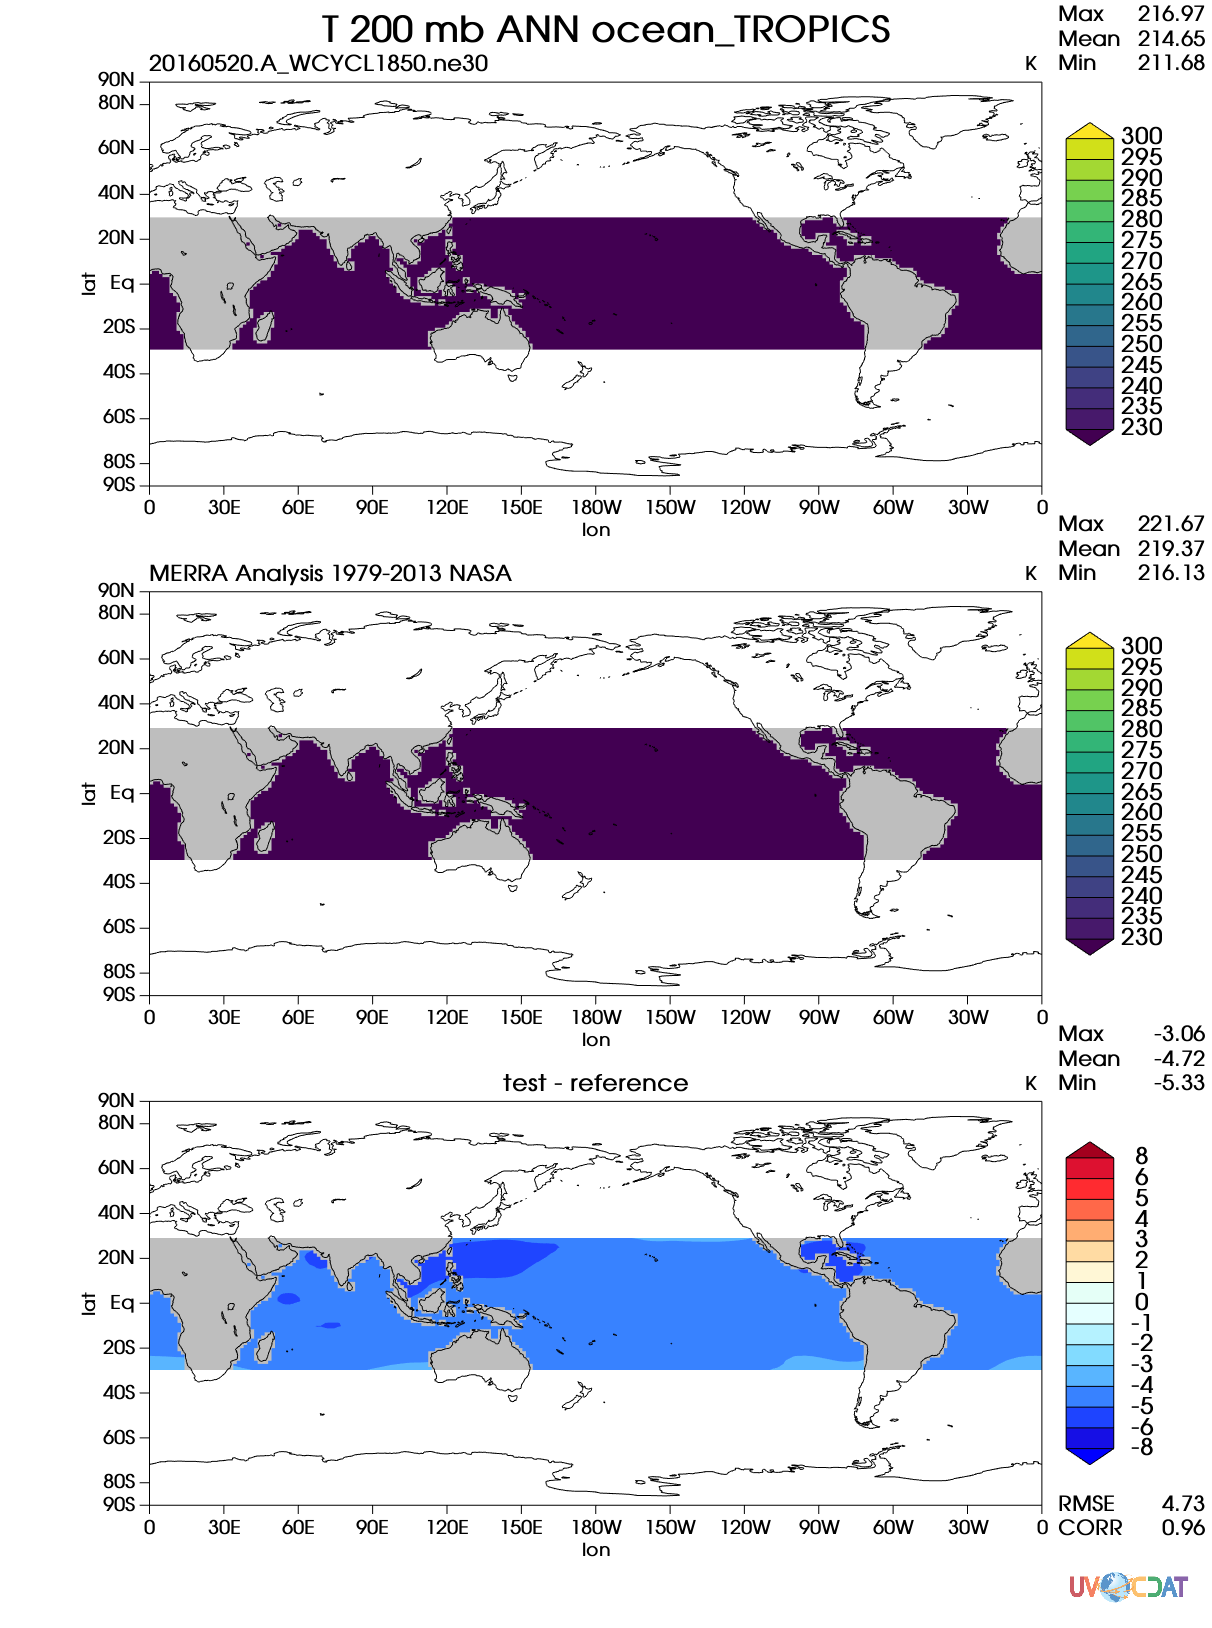 T 200 mb ANN ocean_TROPICS
Max 216.97
Mean 214.65
Min 211.68
20160520.A_WCYCL1850.ne30
K
90N
80N
60N
40N
20N
Eq
20S
40S
60S
80S
90S
lat
0 30E 60E 90E 120E 150E 180W 150W 120W 90W 60W 30W 0
lon
300
295
290
285
280
275
270
265
260
255
250
245
240
235
230
Max 221.67
Mean 219.37
Min 216.13
MERRA Analysis 1979-2013 NASA
K
90N
80N
60N
40N
20N
Eq
20S
40S
60S
80S
90S
lat
0 30E 60E 90E 120E 150E 180W 150W 120W 90W 60W 30W 0
lon
300
295
290
285
280
275
270
265
260
255
250
245
240
235
230
Max -3.06
Mean -4.72
Min -5.33
test - reference
K
90N
80N
60N
40N
20N
Eq
20S
40S
60S
80S
90S
lat
0 30E 60E 90E 120E 150E 180W 150W 120W 90W 60W 30W 0
lon
8
6
5
4
3
2
1
0
-1
-2
-3
-4
-5
-6
-8
RMSE 4.73
CORR 0.96
UV CDAT